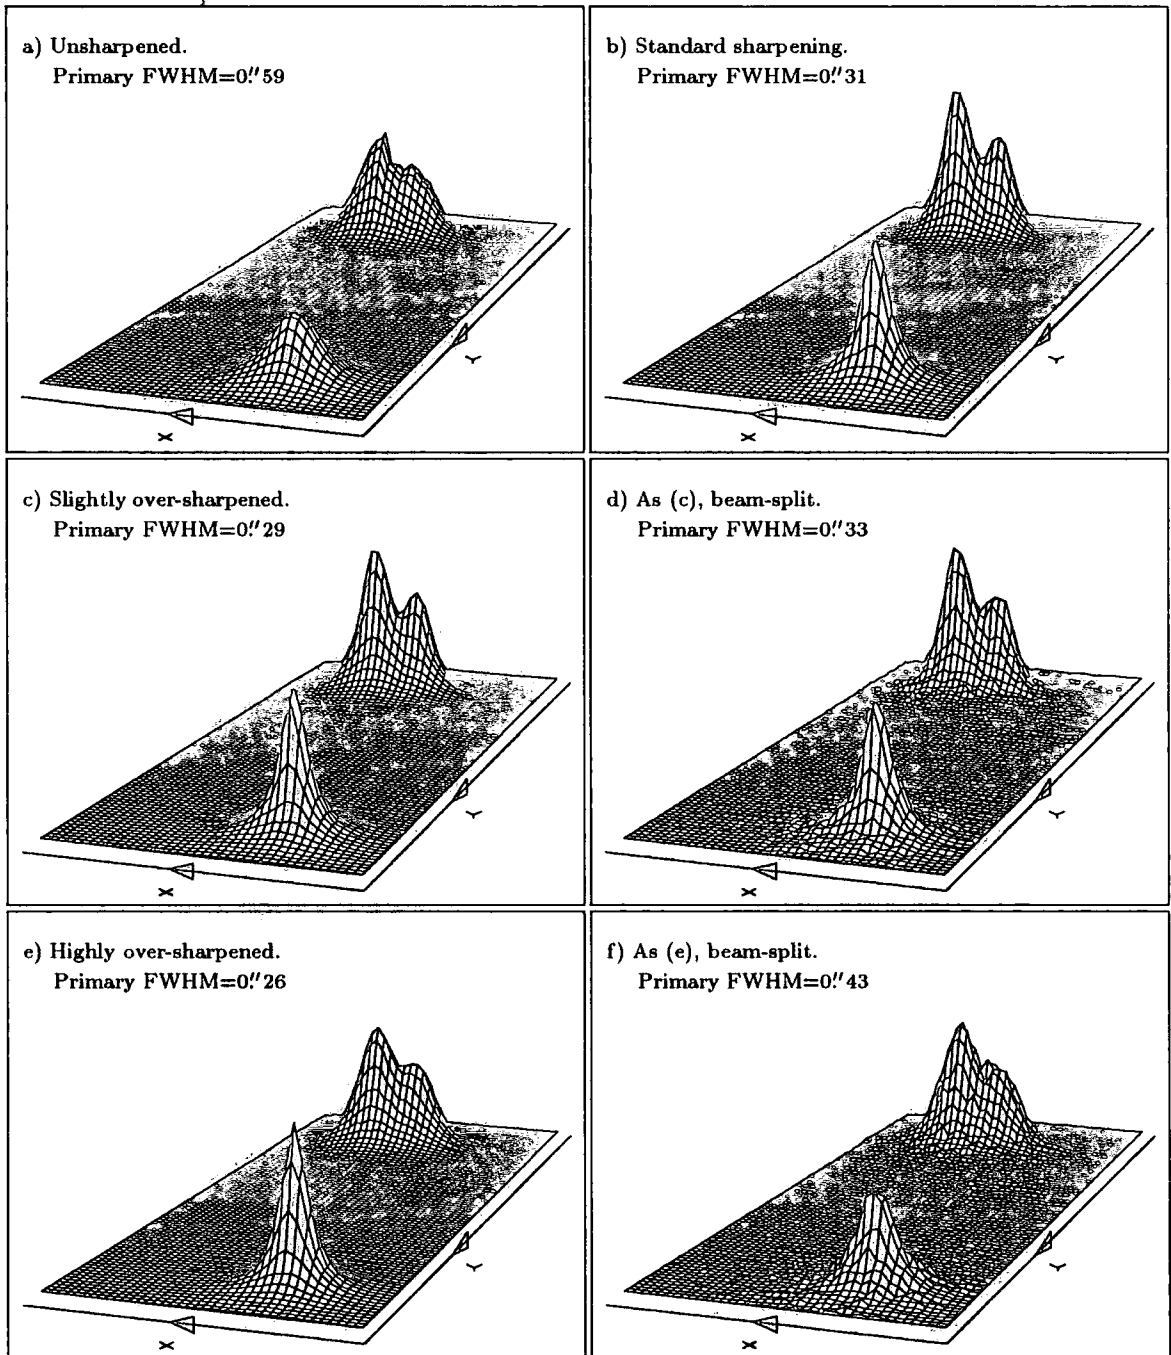 a) Unsharpened.
Primary FWHM=0."59
X
Y
b) Standard sharpening.
Primary FWHM=0."31
X
Y
c) Slightly over-sharpened.
Primary FWHM=0."29
X
Y
d) As (c), beam-split.
Primary FWHM=0."33
X
Y
e) Highly over-sharpened.
Primary FWHM=0."26
X
Y
f) As (e), beam-split.
Primary FWHM=0."43
X
Y